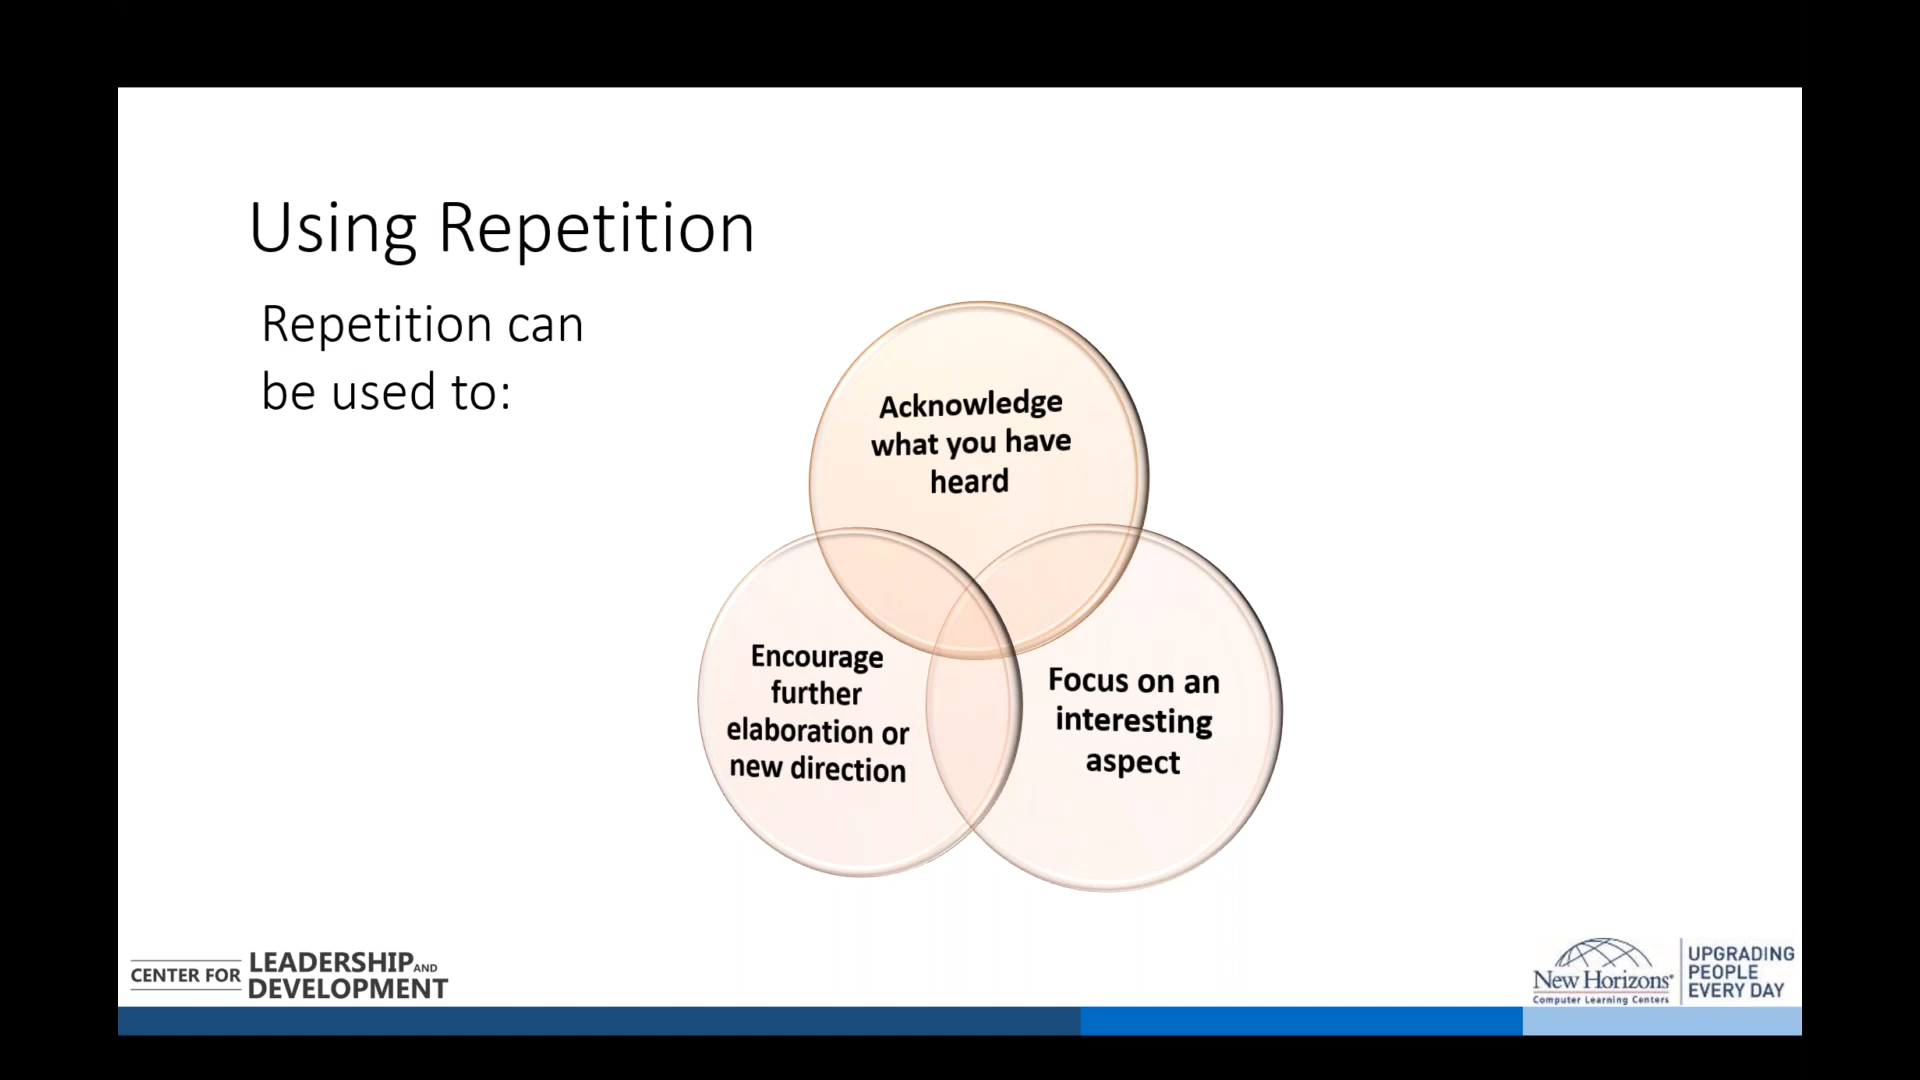 Using Repetition
Repetition can
be used to:
Acknowledge
what you have
heard
Encourage
further
elaboration or
new direction
Focus on an
interesting
aspect
CENTER FOR LEADERSHIP AND
DEVELOPMENT
New Horizons®
Computer Learning Centers
UPGRADING
PEOPLE
EVERY DAY